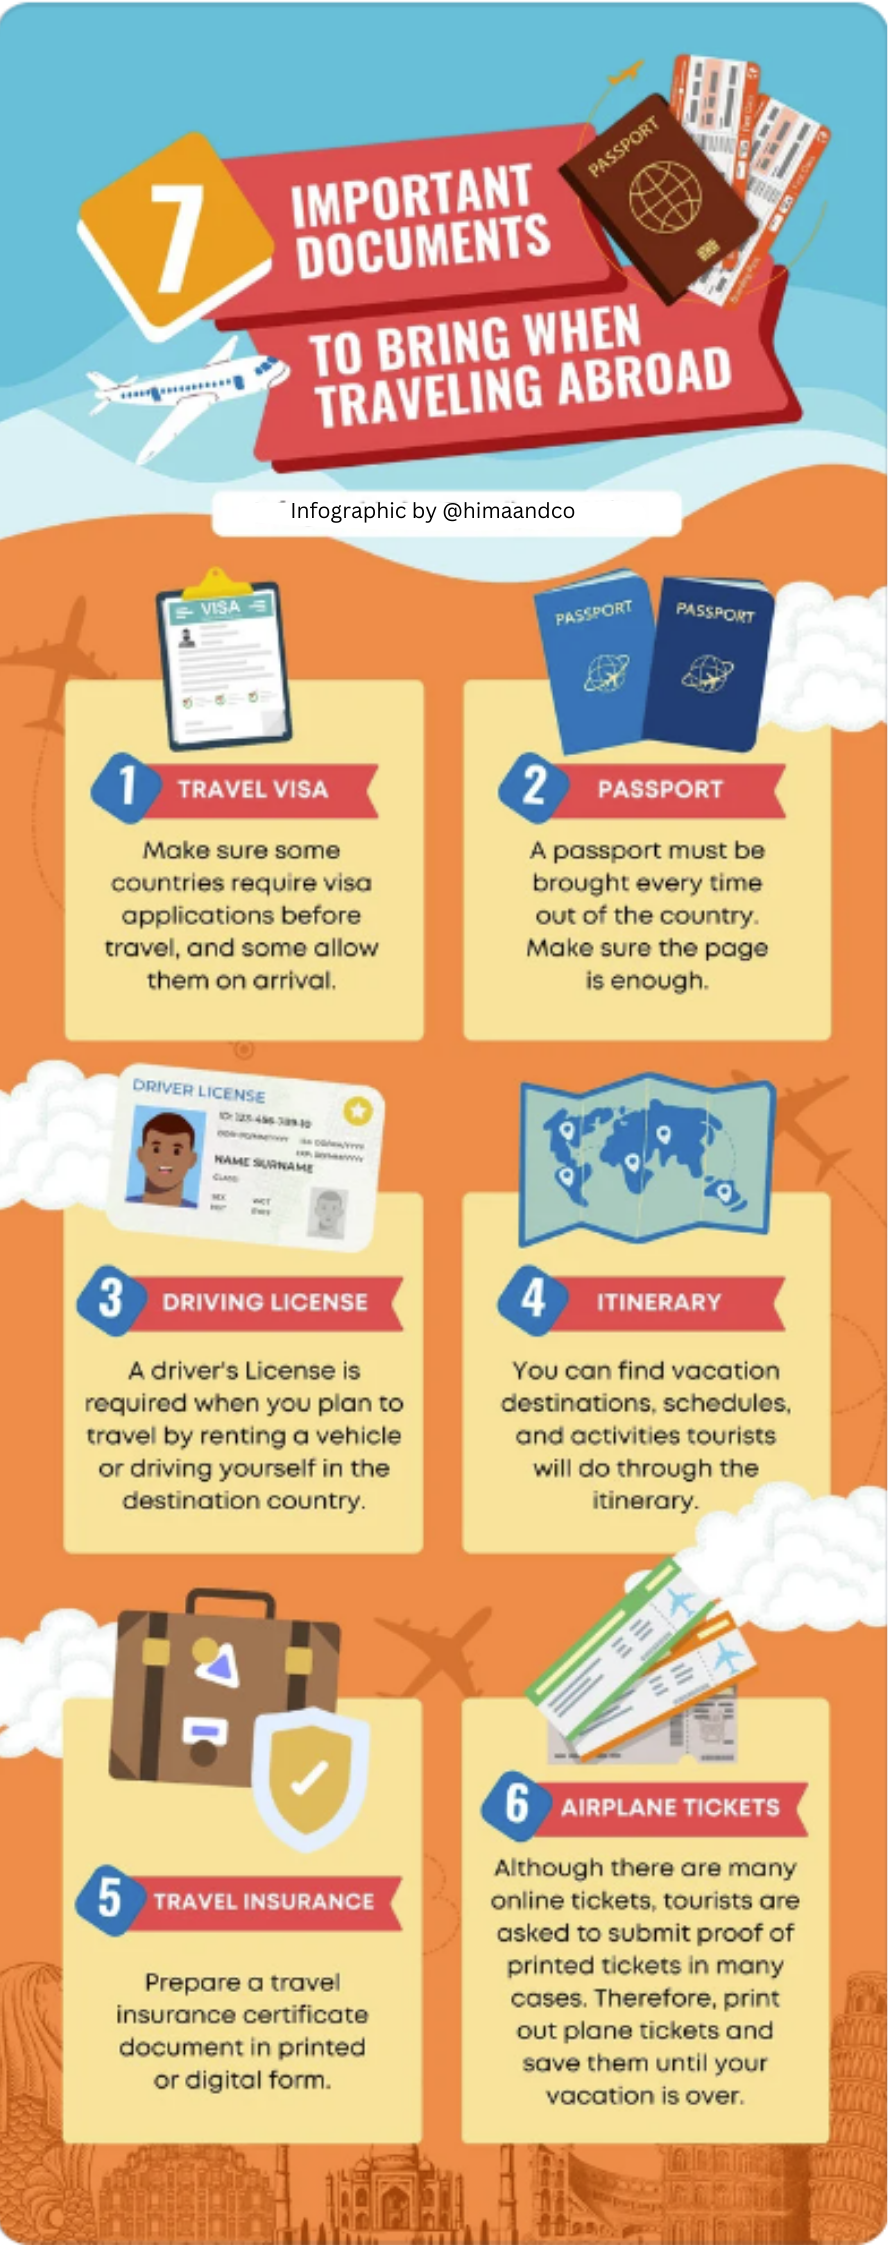 7
IMPORTANT
DOCUMENTS
TO BRING WHEN
TRAVELING ABROAD
PASSPORT
Infographic by @himaandco
VISA
PASSPORT
PASSPORT
1
TRAVEL VISA
Make sure some
countries require visa
applications before
travel, and some allow
them on arrival.
2
PASSPORT
A passport must be
brought every time
out of the country.
Make sure the page
is enough.
DRIVER LICENSE
NAME SURNAME
CLASS:
3
DRIVING LICENSE
A driver's License is
required when you plan to
travel by renting a vehicle
or driving yourself in the
destination country.
4
ITINERARY
You can find vacation
destinations, schedules,
and activities tourists
will do through the
itinerary.
5
TRAVEL INSURANCE
Prepare a travel
insurance certificate
document in printed
or digital form.
6
AIRPLANE TICKETS
Although there are many
online tickets, tourists are
asked to submit proof of
printed tickets in many
cases. Therefore, print
out plane tickets and
save them until your
vacation is over.